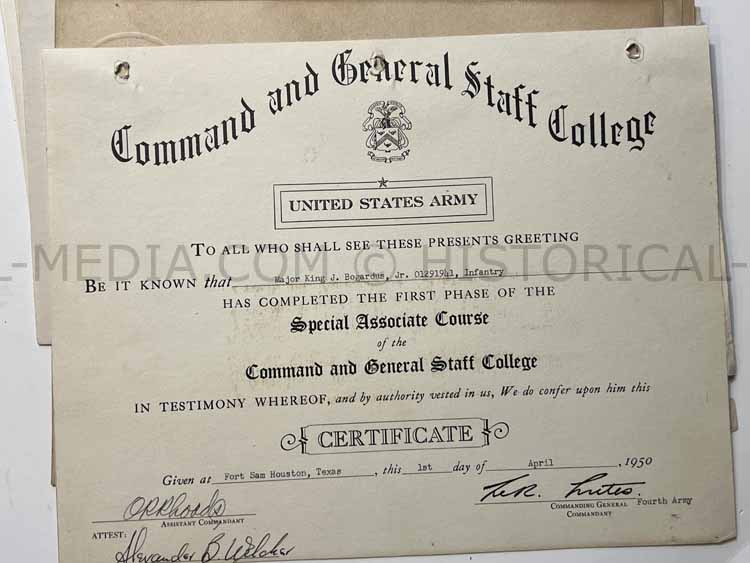 Command and General Staff College
UNITED STATES ARMY
TO ALL WHO SHALL SEE THESE PRESENTS GREETING
BE IT KNOWN that Major King J. Bogardus, Jr. 01291941, Infantry
L-MEDIA.COM © HISTORICAL-
HAS COMPLETED THE FIRST PHASE OF THE
Special Associate Course
of the
Command and General Staff College
IN TESTIMONY WHEREOF, and by authority vested in us, We do confer upon him this
CERTIFICATE
Given at Fort Sam Houston, Texas, this 1st day of April, 1950
ASSISTANT COMMANDANT
COMMANDING GENERAL Fourth Army
COMMANDANT
ATTEST:
Alexander B.